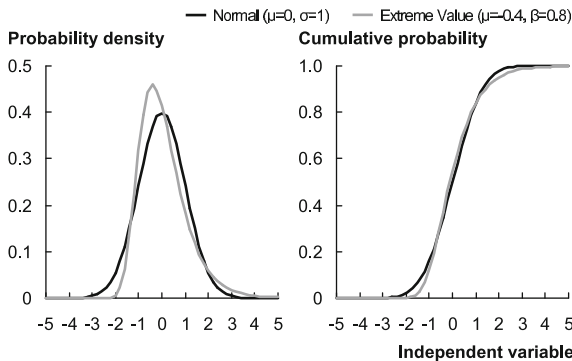 Normal (μ=0, σ=1) Extreme Value (μ=-0.4, β=0.8)
Probability density Cumulative probability
0.5 1.0
0.4 0.8
0.3 0.6
0.2 0.4
0.1 0.2
0 0.0
-5 -4 -3 -2 -1 0 1 2 3 4 5 -5 -4 -3 -2 -1 0 1 2 3 4 5
Independent variable